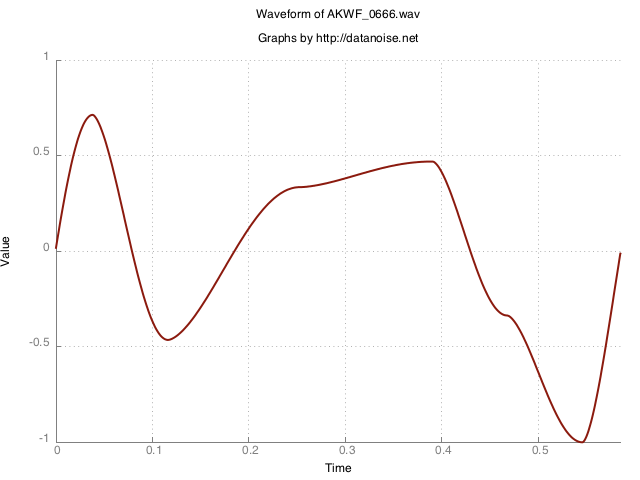 Waveform of AKWF_0666.wav
Graphs by http://datanoise.net
1
0.5
0
-0.5
-1
Value
0 0.1 0.2 0.3 0.4 0.5
Time